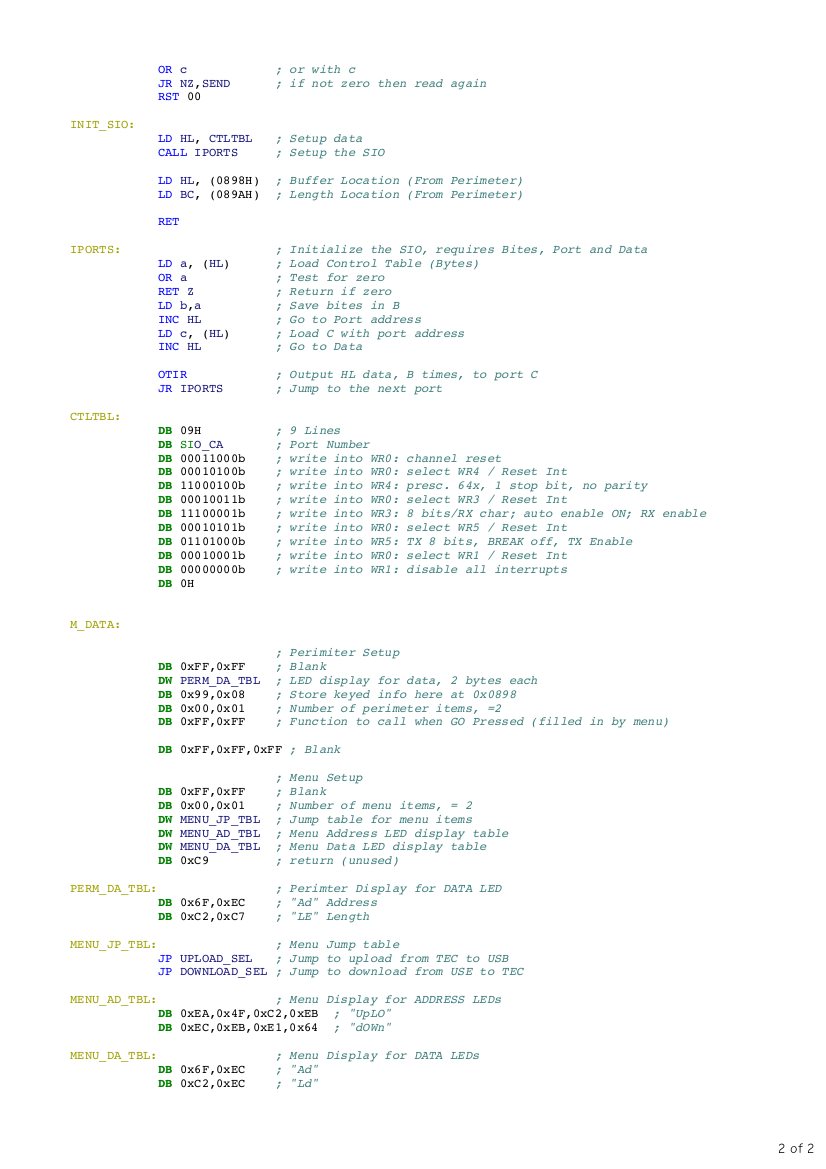 OR c ; or with c
JR NZ,SEND ; if not zero then read again
RST 00
INIT_SIO:
LD HL, CTLTBL ; Setup data
CALL IPORTS ; Setup the SIO
LD HL, (0898H) ; Buffer Location (From Perimeter)
LD BC, (089AH) ; Length Location (From Perimeter)
RET
IPORTS: ; Initialize the SIO, requires Bites, Port and Data
LD a, (HL) ; Load Control Table (Bytes)
OR a ; Test for zero
RET Z ; Return if zero
LD b,a ; Save bites in B
INC HL ; Go to Port address
LD c, (HL) ; Load C with port address
INC HL ; Go to Data
OTIR ; Output HL data, B times, to port C
JR IPORTS ; Jump to the next port
CTLTBL:
DB 09H ; 9 Lines
DB SIO_CA ; Port Number
DB 00011000b ; write into WR0: channel reset
DB 00010100b ; write into WR0: select WR4 / Reset Int
DB 11000100b ; write into WR4: presc. 64x, 1 stop bit, no parity
DB 00010011b ; write into WR0: select WR3 / Reset Int
DB 11100001b ; write into WR3: 8 bits/RX char; auto enable ON; RX enable
DB 00010101b ; write into WR0: select WR5 / Reset Int
DB 01101000b ; write into WR5: TX 8 bits, BREAK off, TX Enable
DB 00010001b ; write into WR0: select WR1 / Reset Int
DB 00000000b ; write into WR1: disable all interrupts
DB 0H
M_DATA:
; Perimiter Setup
DB 0xFF,0xFF ; Blank
DW PERM_DA_TBL ; LED display for data, 2 bytes each
DB 0x99,0x08 ; Store keyed info here at 0x0898
DB 0x00,0x01 ; Number of perimeter items, =2
DB 0xFF,0xFF ; Function to call when GO Pressed (filled in by menu)
DB 0xFF,0xFF,0xFF ; Blank
; Menu Setup
DB 0xFF,0xFF ; Blank
DB 0x00,0x01 ; Number of menu items, = 2
DW MENU_JP_TBL ; Jump table for menu items
DW MENU_AD_TBL ; Menu Address LED display table
DW MENU_DA_TBL ; Menu Data LED display table
DB 0xC9 ; return (unused)
PERM_DA_TBL: ; Perimter Display for DATA LED
DB 0x6F,0xEC ; "Ad" Address
DB 0xC2,0xC7 ; "LE" Length
MENU_JP_TBL: ; Menu Jump table
JP UPLOAD_SEL ; Jump to upload from TEC to USB
JP DOWNLOAD_SEL ; Jump to download from USE to TEC
MENU_AD_TBL: ; Menu Display for ADDRESS LEDs
DB 0xEA,0x4F,0xC2,0xEB ; "UpLO"
DB 0xEC,0xEB,0xE1,0x64 ; "dOWn"
MENU_DA_TBL: ; Menu Display for DATA LEDs
DB 0x6F,0xEC ; "Ad"
DB 0xC2,0xEC ; "Ld"
2 of 2